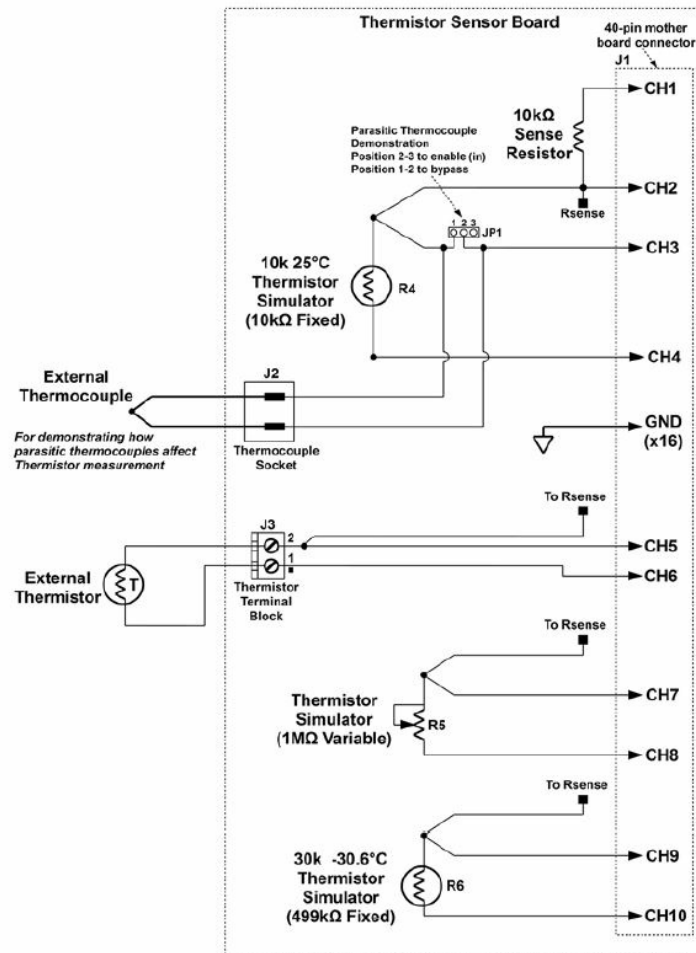 Thermistor Sensor Board
40-pin mother
board connector
J1
CH1
10kΩ
Sense
Resistor
Parasitic Thermocouple
Demonstration
Position 2-3 to enable (in)
Position 1-2 to bypass
CH2
Rsense
1 2 3
JP1
CH3
10k 25°C
Thermistor
Simulator
(10kΩ Fixed)
R4
CH4
External
Thermocouple
J2
For demonstrating how
parasitic thermocouples affect
Thermistor measurement
Thermocouple
Socket
GND
(x16)
To Rsense
J3
2
CH5
1
CH6
External
Thermistor
T
Thermistor
Terminal
Block
To Rsense
CH7
Thermistor
Simulator
(1MΩ Variable)
R5
CH8
To Rsense
CH9
30k -30.6°C
Thermistor
Simulator
(499kΩ Fixed)
R6
CH10